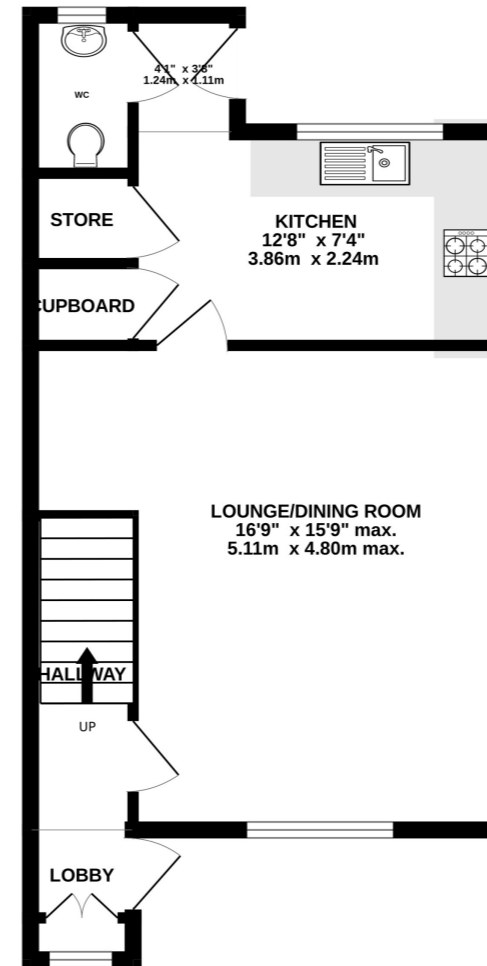 4'1" x 3'8"
1.24m x 1.11m
WC
STORE
KITCHEN
12'8" x 7'4"
3.86m x 2.24m
CUPBOARD
LOUNGE/DINING ROOM
16'9" x 15'9" max.
5.11m x 4.80m max.
HALLWAY
UP
LOBBY